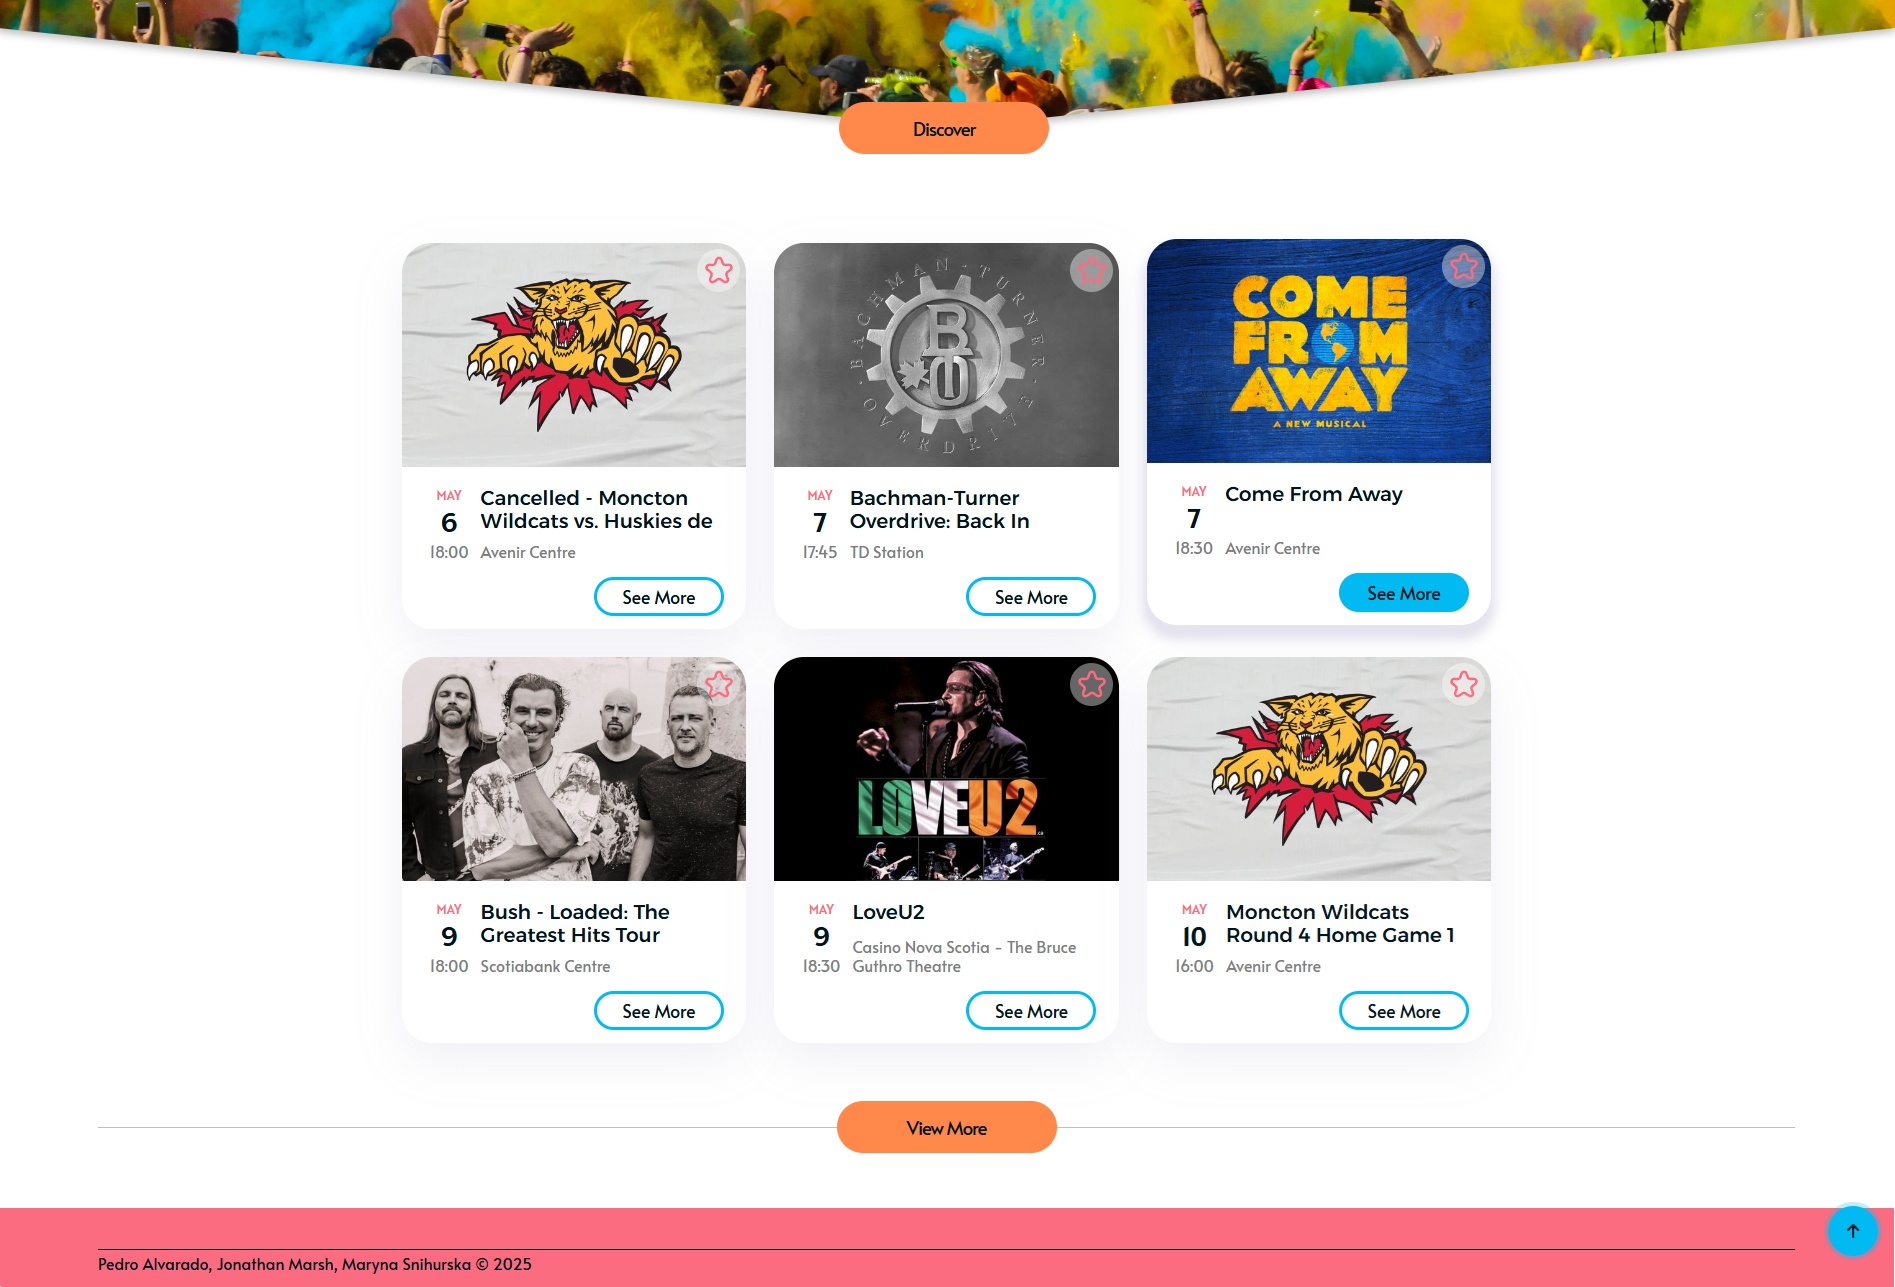 Discover
BACHMAN-TURNER
OVERDRIVE
BTO
COME
FROM
AWAY
A NEW MUSICAL
MAY
6
18:00
Cancelled - Moncton
Wildcats vs. Huskies de
Avenir Centre
See More
MAY
7
17:45
Bachman-Turner
Overdrive: Back In
TD Station
See More
MAY
7
18:30
Come From Away
Avenir Centre
See More
LOVEU2
.ca
MAY
9
18:00
Bush - Loaded: The
Greatest Hits Tour
Scotiabank Centre
See More
MAY
9
18:30
LoveU2
Casino Nova Scotia - The Bruce
Guthro Theatre
See More
MAY
10
16:00
Moncton Wildcats
Round 4 Home Game 1
Avenir Centre
See More
View More
Pedro Alvarado, Jonathan Marsh, Maryna Snihurska © 2025